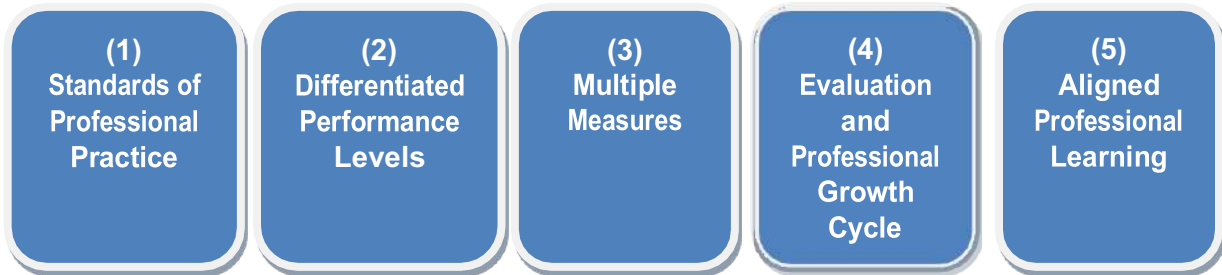 (1)
Standards of
Professional
Practice
(2)
Differentiated
Performance
Levels
(3)
Multiple
Measures
(4)
Evaluation
and
Professional
Growth
Cycle
(5)
Aligned
Professional
Learning